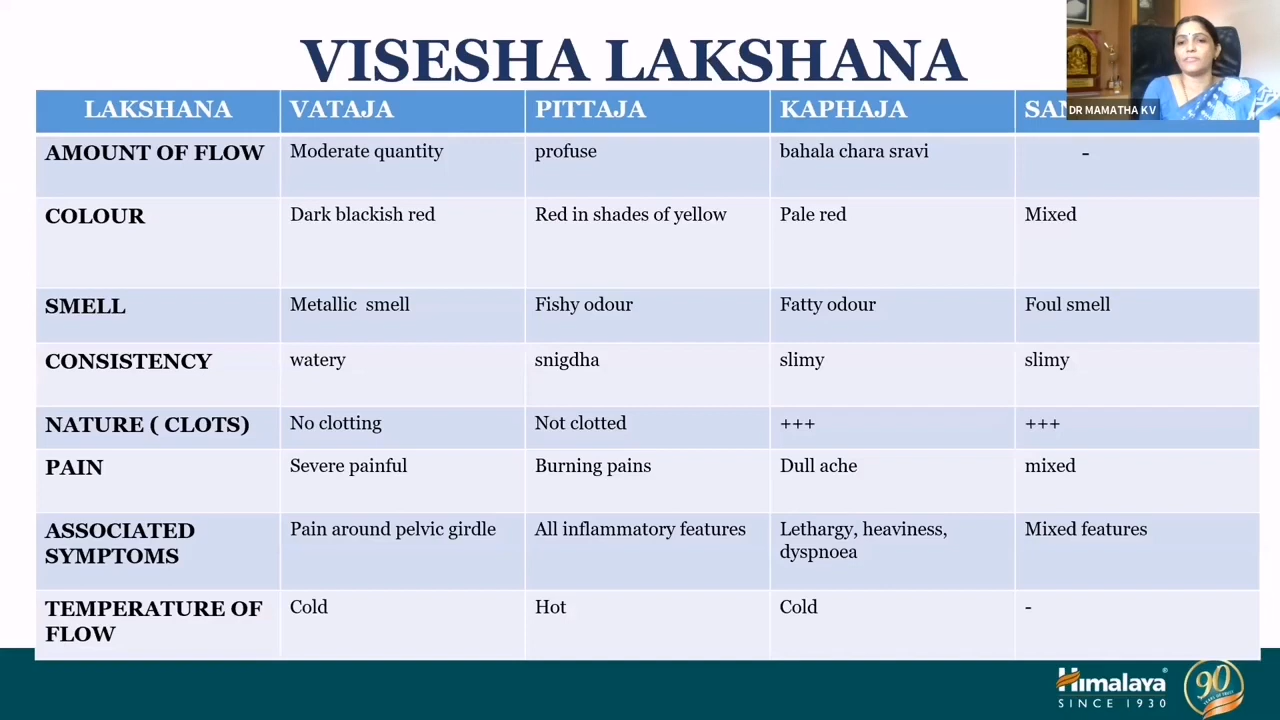 VISESHA LAKSHANA
DR MAMATHA KV
LAKSHANA VATAJA PITTAJA KAPHAJA
AMOUNT OF FLOW Moderate quantity profuse bahala chara sravi -
COLOUR Dark blackish red Red in shades of yellow Pale red Mixed
SMELL Metallic smell Fishy odour Fatty odour Foul smell
CONSISTENCY watery snigdha slimy slimy
NATURE ( CLOTS) No clotting Not clotted +++ +++
PAIN Severe painful Burning pains Dull ache mixed
ASSOCIATED Pain around pelvic girdle All inflammatory features Lethargy, heaviness, Mixed features
SYMPTOMS dyspnoea
TEMPERATURE OF Cold Hot Cold -
FLOW
Himalaya®
SINCE 1930
90